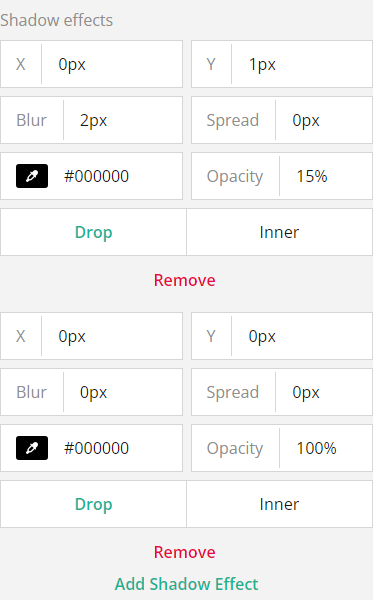 Shadow effects
X 0px Y 1px
Blur 2px Spread 0px
#000000 Opacity 15%
Drop Inner
Remove
X 0px Y 0px
Blur 0px Spread 0px
#000000 Opacity 100%
Drop Inner
Remove
Add Shadow Effect